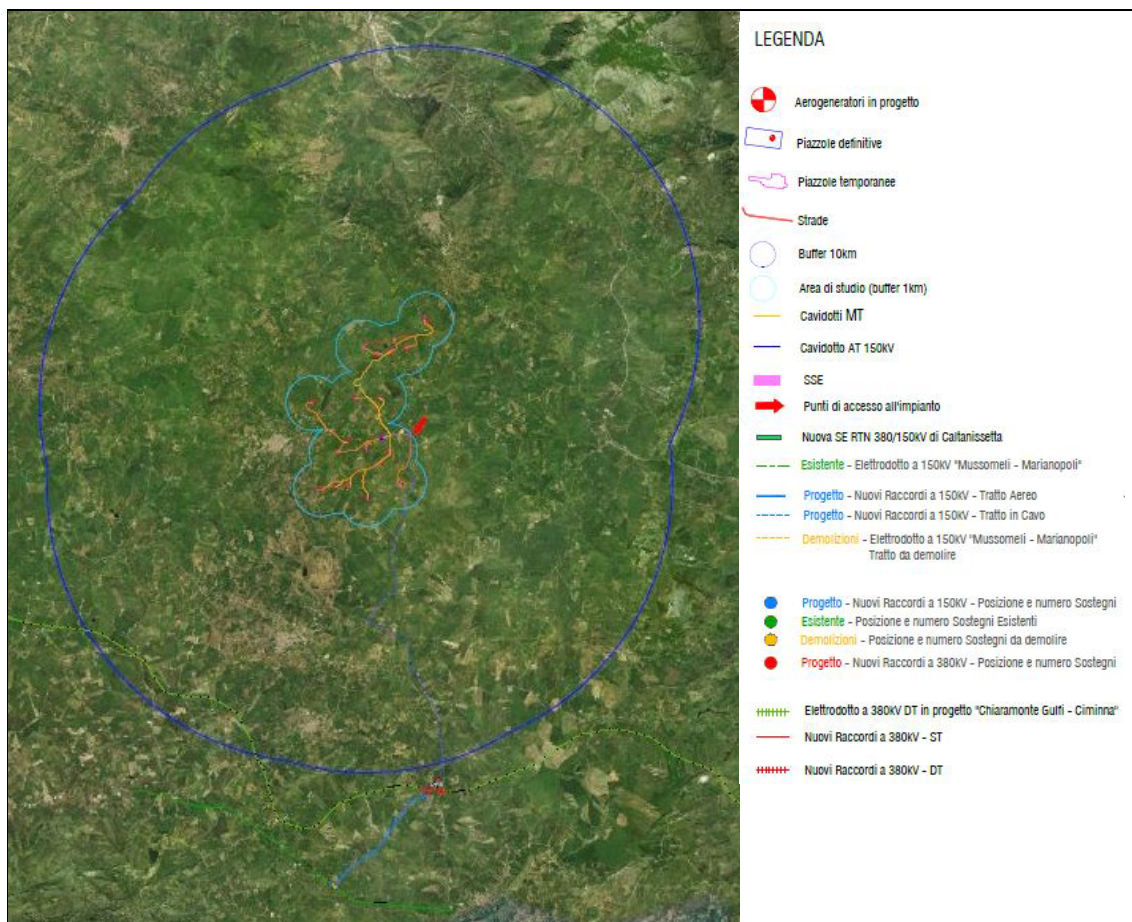 LEGENDA
Aerogeneratori in progetto
Piazzole definitive
Piazzole temporanee
Strade
Buffer 10km
Area di studio (buffer 1km)
Cavidotti MT
Cavidotto AT 150kV
SSE
Punti di accesso all'impianto
Nuova SE RTN 380/150kV di Caltanissetta
Esistente - Elettrodotto a 150kV "Mussomeli - Marianopoli"
Progetto - Nuovi Raccordi a 150kV - Tratto Aereo
Progetto - Nuovi Raccordi a 150kV - Tratto in Cavo
Demolizioni - Elettrodotto a 150kV "Mussomeli - Marianopoli"
Tratto da demolire
Progetto - Nuovi Raccordi a 150kV - Posizione e numero Sostegni
Esistente - Posizione e numero Sostegni Esistenti
Demolizioni - Posizione e numero Sostegni da demolire
Progetto - Nuovi Raccordi a 380kV - Posizione e numero Sostegni
Elettrodotto a 380kV DT in progetto "Chiaramonte Gulfi - Ciminna"
Nuovi Raccordi a 380kV - ST
Nuovi Raccordi a 380kV - DT